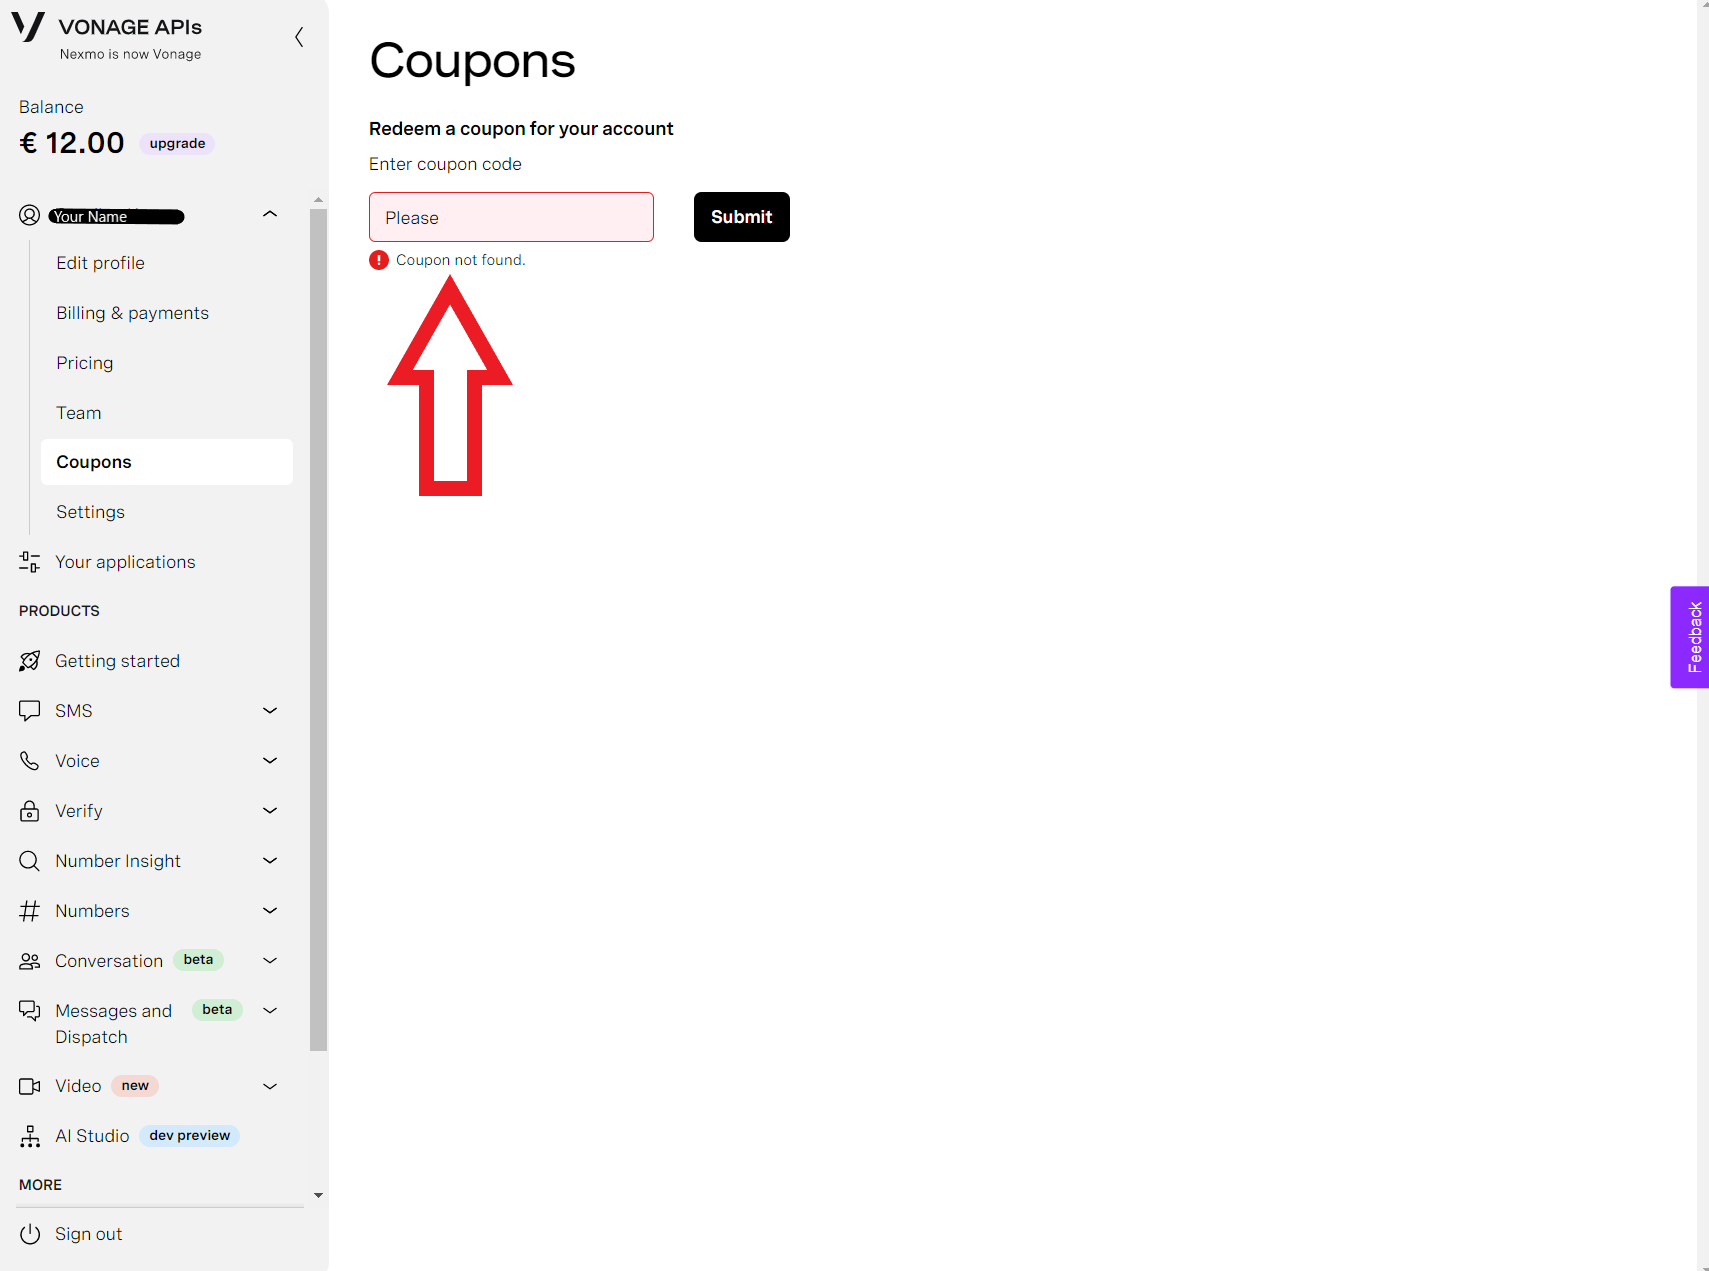 VONAGE APIs
Nexmo is now Vonage
Balance
€ 12.00 upgrade
Your Name
Edit profile
Billing & payments
Pricing
Team
Coupons
Settings
Your applications
PRODUCTS
Getting started
SMS
Voice
Verify
Number Insight
Numbers
Conversation beta
Messages and beta
Dispatch
Video new
AI Studio dev preview
MORE
Sign out
Coupons
Redeem a coupon for your account
Enter coupon code
Please Submit
! Coupon not found.
Feedback